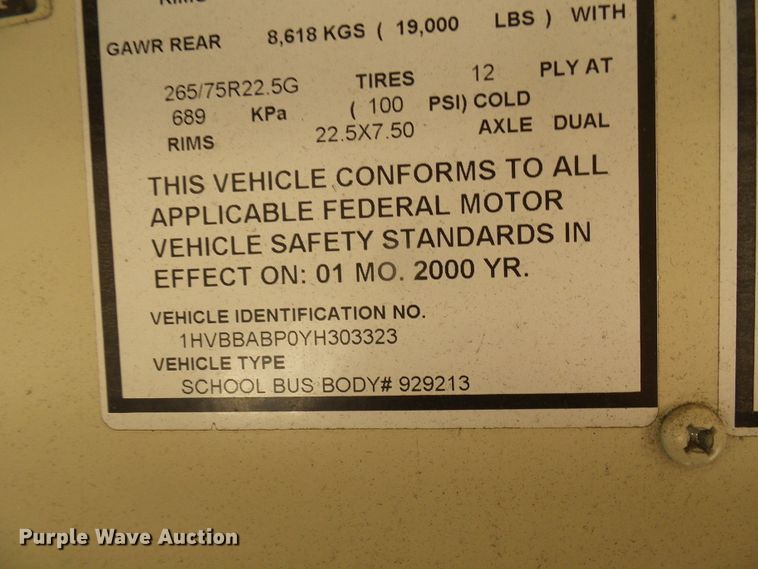 RIMS
GAWR REAR 8,618 KGS ( 19,000 LBS ) WITH
265/75R22.5G TIRES 12 PLY AT
689 KPa ( 100 PSI) COLD
RIMS 22.5X7.50 AXLE DUAL
THIS VEHICLE CONFORMS TO ALL
APPLICABLE FEDERAL MOTOR
VEHICLE SAFETY STANDARDS IN
EFFECT ON: 01 MO. 2000 YR.
VEHICLE IDENTIFICATION NO.
1HVBBABP0YH303323
VEHICLE TYPE
SCHOOL BUS BODY# 929213
Purple Wave Auction